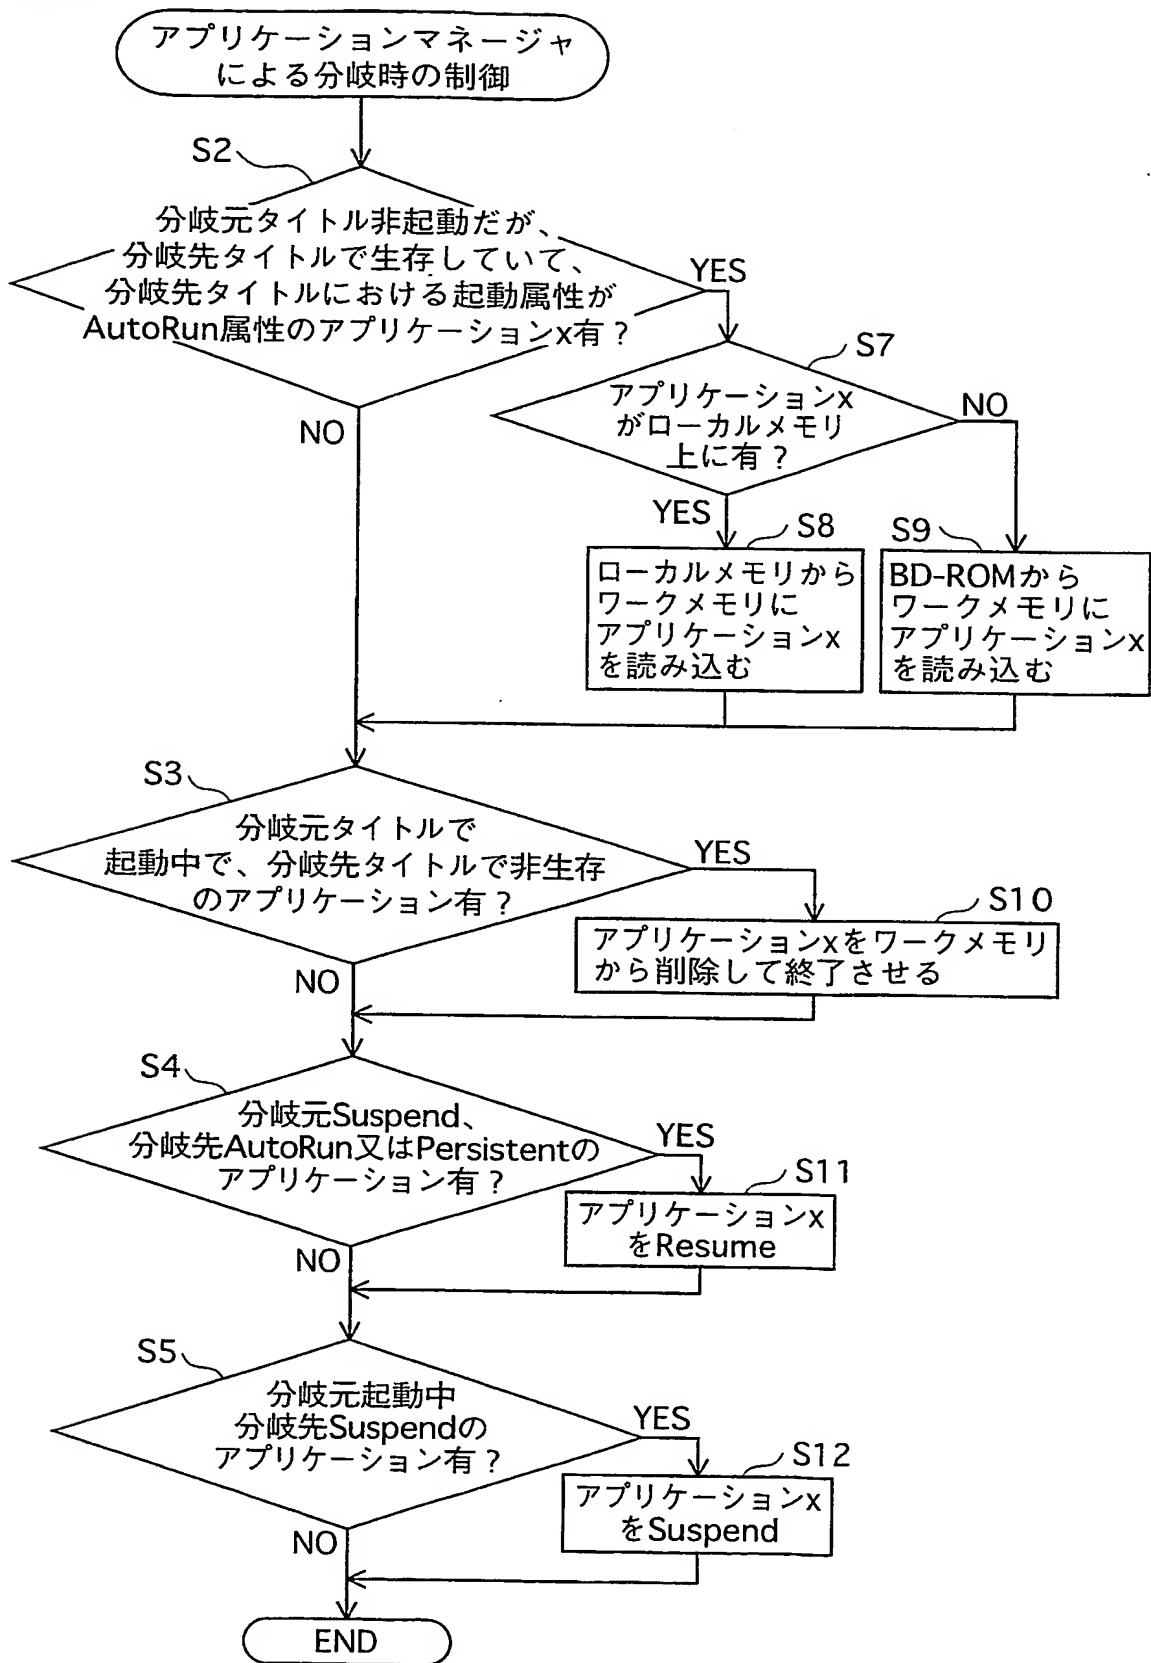 アプリケーションマネージャ
による分岐時の制御
S2
分岐元タイトル非起動だが、
分岐先タイトルで生存していて、
分岐先タイトルにおける起動属性が
AutoRun属性のアプリケーションx有？
YES
NO
S7
アプリケーションx
がローカルメモリ
上に有？
NO
YES
S8
ローカルメモリから
ワークメモリに
アプリケーションx
を読み込む
S9
BD-ROMから
ワークメモリに
アプリケーションx
を読み込む
S3
分岐元タイトルで
起動中で、分岐先タイトルで非生存
のアプリケーション有？
YES
NO
S10
アプリケーションxをワークメモリ
から削除して終了させる
S4
分岐元Suspend、
分岐先AutoRun又はPersistentの
アプリケーション有？
YES
NO
S11
アプリケーションx
をResume
S5
分岐元起動中
分岐先Suspendの
アプリケーション有？
YES
NO
S12
アプリケーションx
をSuspend
END